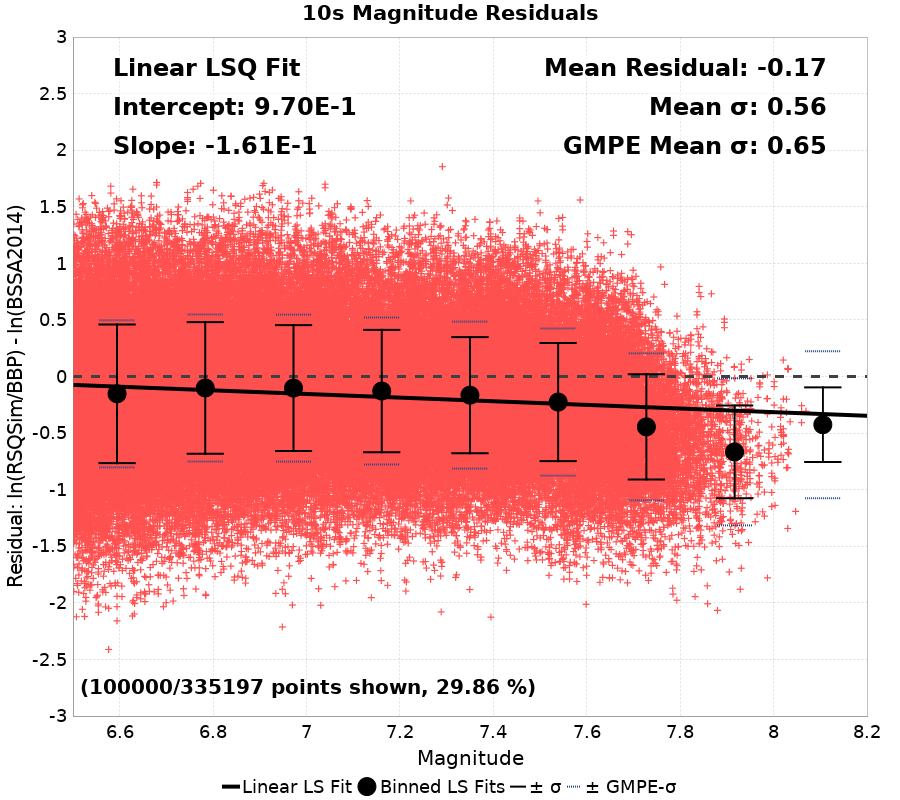 10s Magnitude Residuals
Linear LSQ Fit
Intercept: 9.70E-1
Slope: -1.61E-1
Mean Residual: -0.17
Mean σ: 0.56
GMPE Mean σ: 0.65
Residual: ln(RSQSim/BBP) - ln(BSSA2014)
3
2.5
2
1.5
1
0.5
0
-0.5
-1
-1.5
-2
-2.5
-3
(100000/335197 points shown, 29.86 %)
6.6 6.8 7 7.2 7.4 7.6 7.8 8 8.2
Magnitude
Linear LS Fit Binned LS Fits ± σ ± GMPE-σ